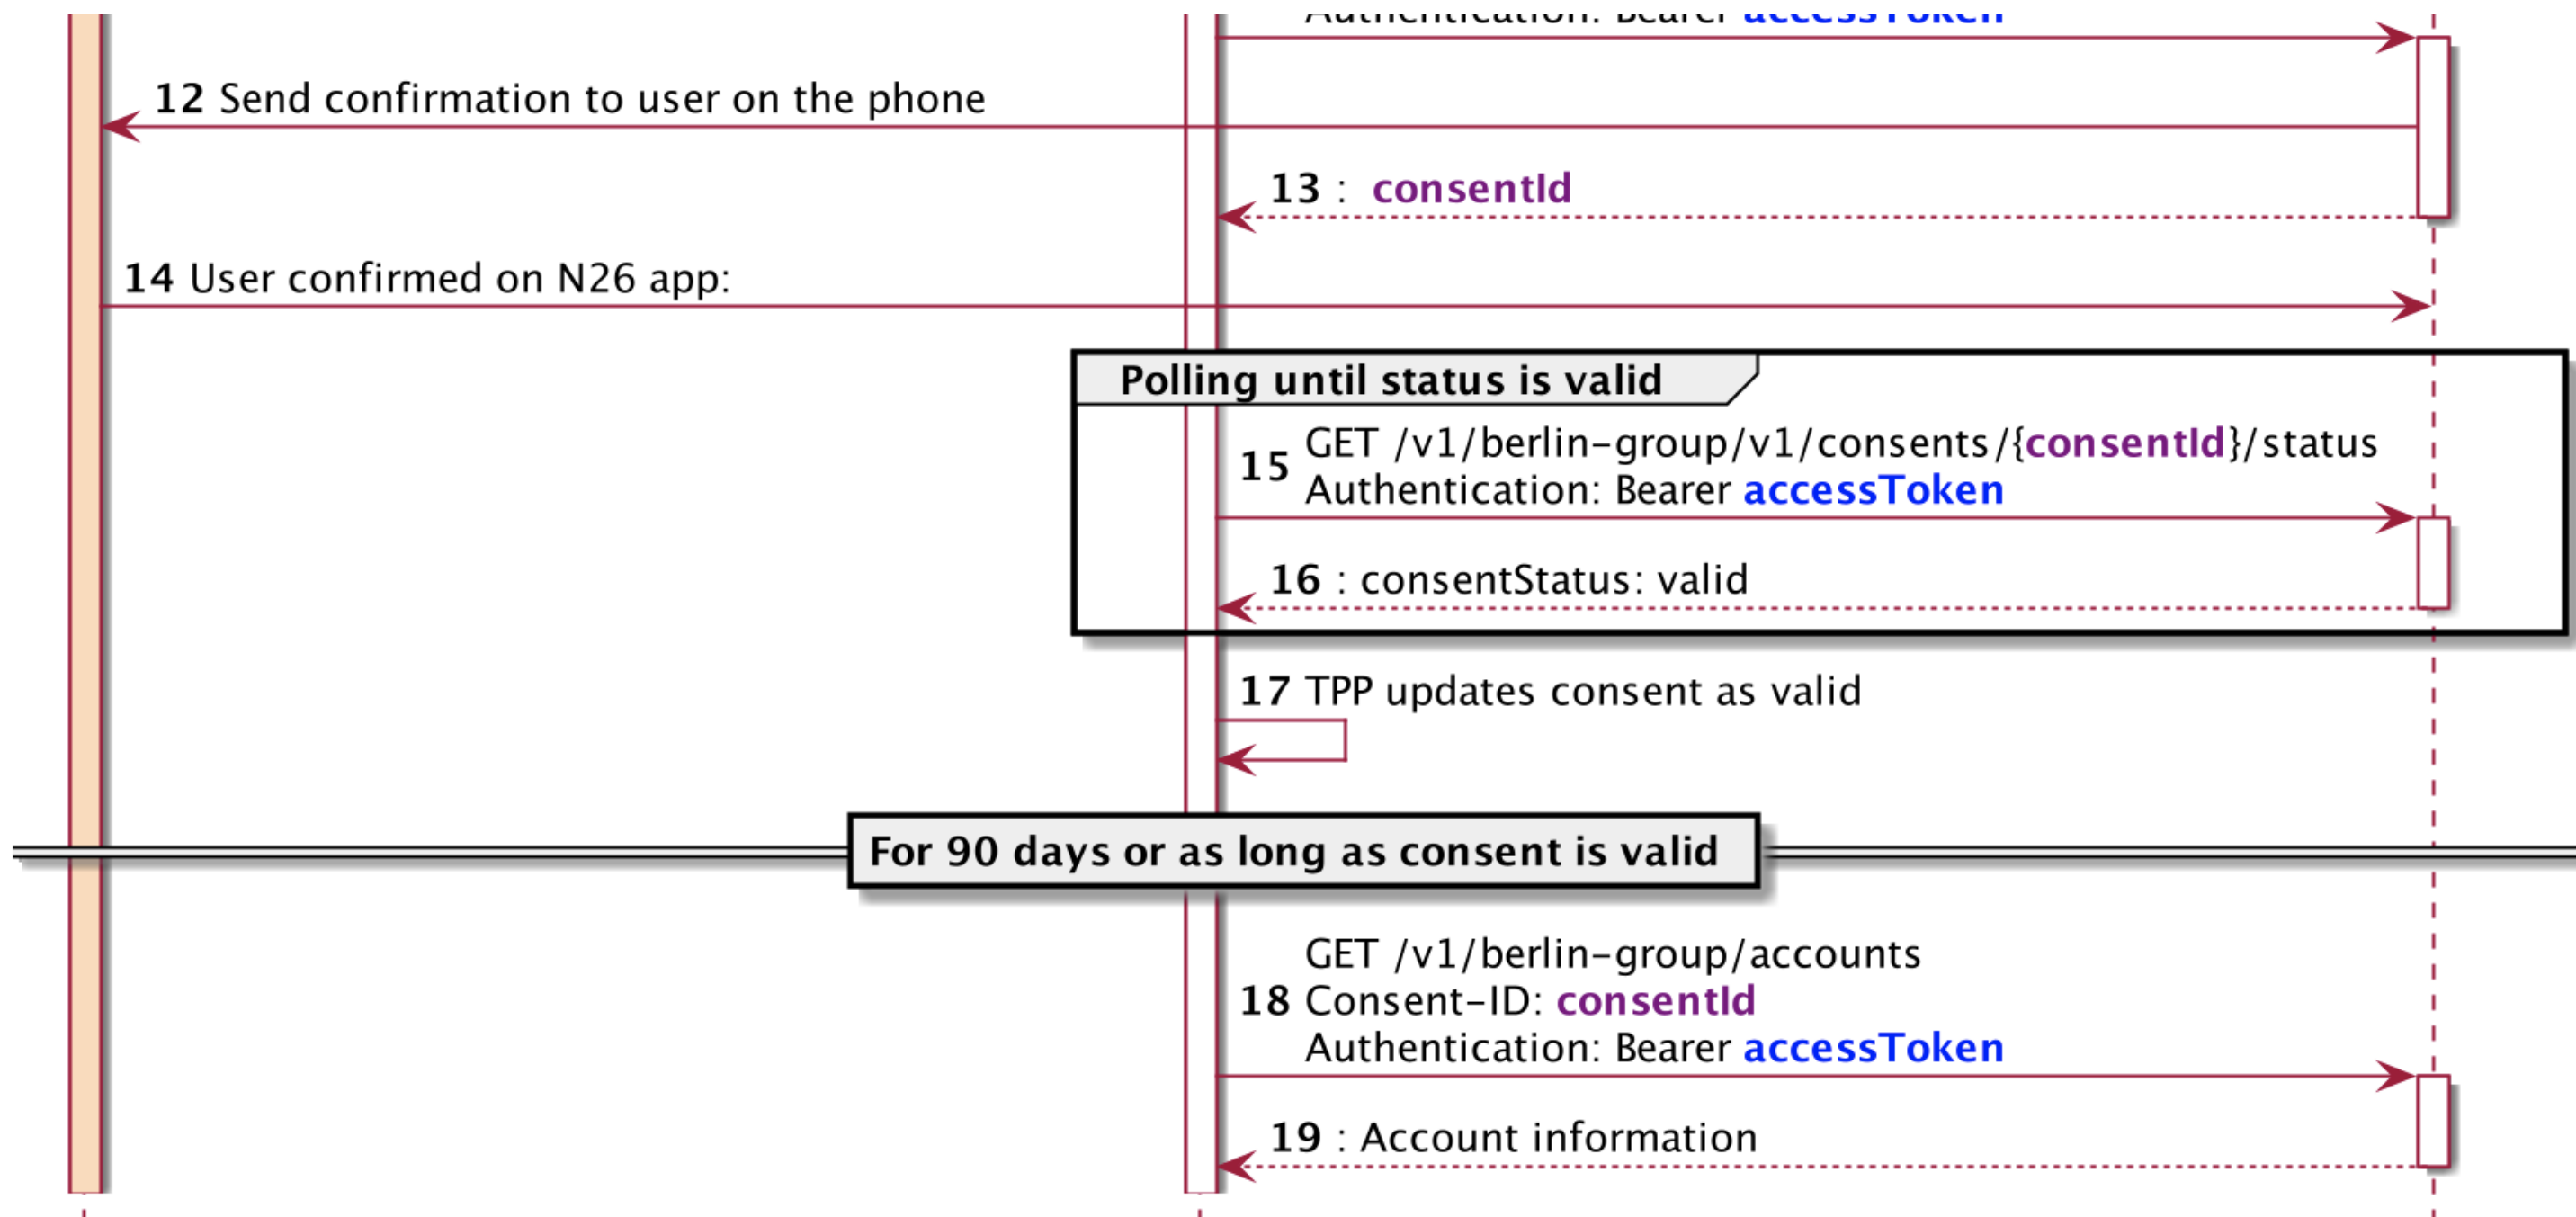 Authentication: Bearer accessToken
12 Send confirmation to user on the phone
13 : consentId
14 User confirmed on N26 app:
Polling until status is valid
15 GET /v1/berlin-group/v1/consents/{consentId}/status
Authentication: Bearer accessToken
16 : consentStatus: valid
17 TPP updates consent as valid
For 90 days or as long as consent is valid
GET /v1/berlin-group/accounts
18 Consent-ID: consentId
Authentication: Bearer accessToken
19 : Account information